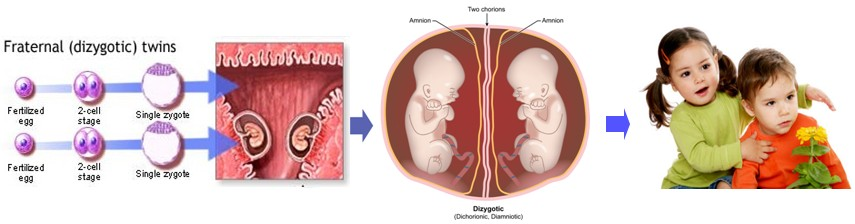 Fraternal (dizygotic) twins
Fertilized
egg
2-cell
stage
Single zygote
Fertilized
egg
2-cell
stage
Single zygote
Two chorions
Amnion
Amnion
Dizygotic
(Dichorionic, Diamniotic)